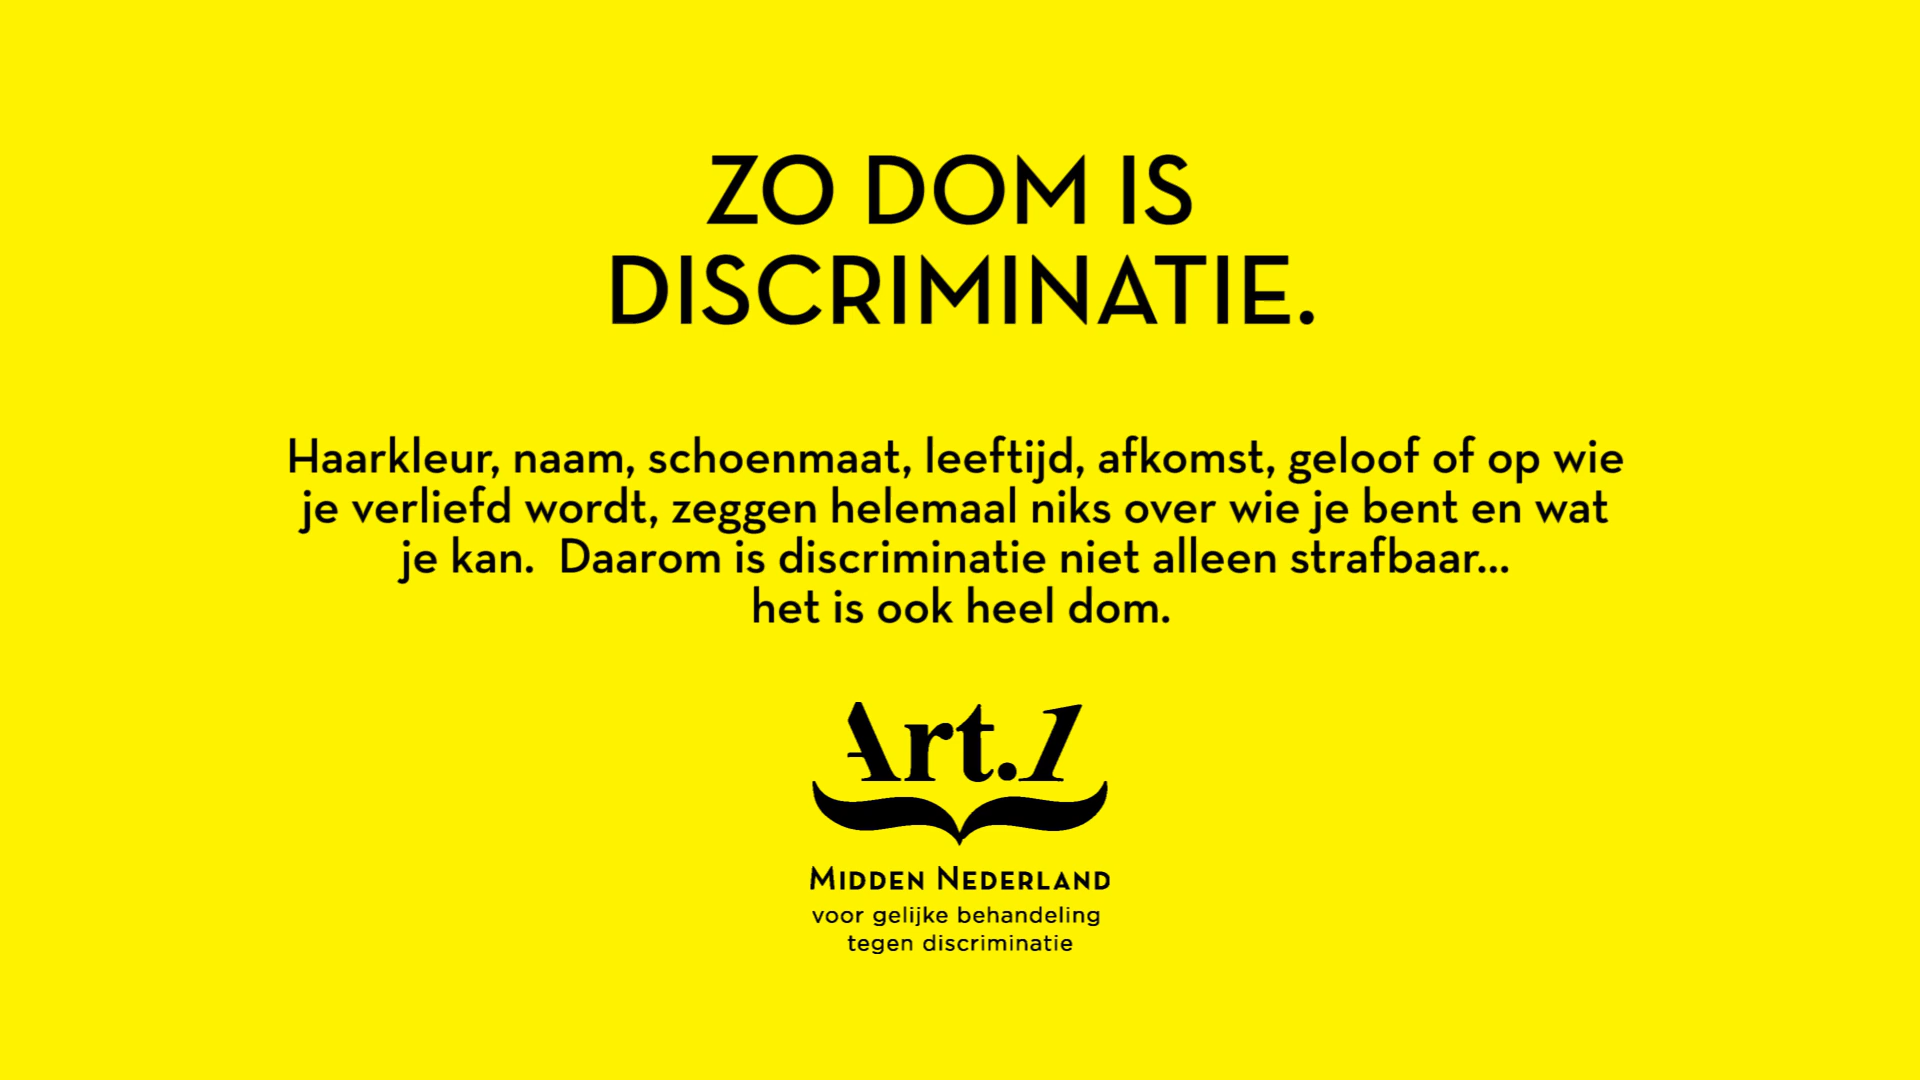 ZO DOM IS
DISCRIMINATIE.
Haarkleur, naam, schoenmaat, leeftijd, afkomst, geloof of op wie
je verliefd wordt, zeggen helemaal niks over wie je bent en wat
je kan.  Daarom is discriminatie niet alleen strafbaar...
het is ook heel dom.
Art.1
MIDDEN NEDERLAND
voor gelijke behandeling
tegen discriminatie